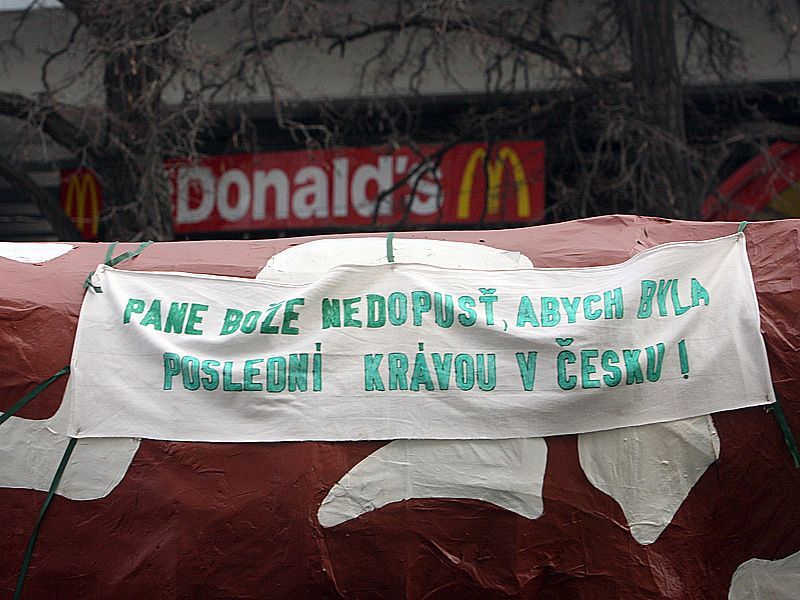 Donald's
PANE BOŽE NEDOPUSŤ, ABYCH BYLA
POSLEDNÍ KRÁVOU V ČESKU!